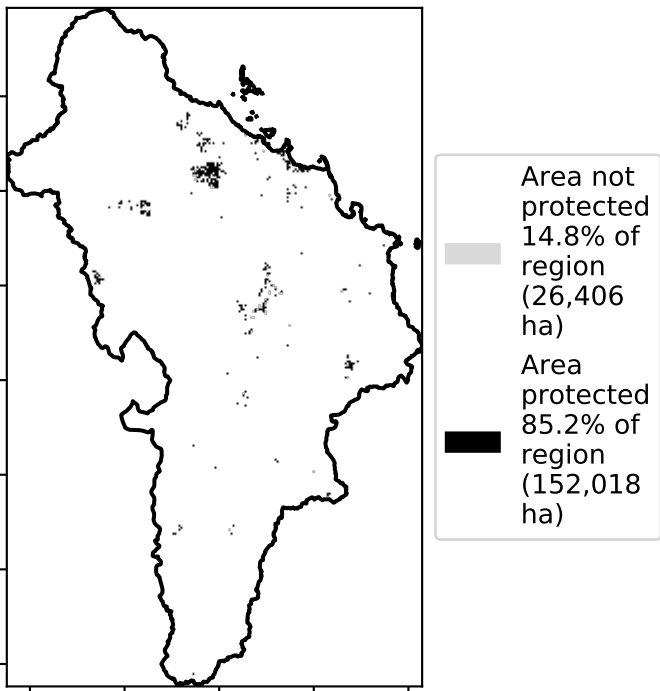 Area not
protected
14.8% of
region
(26,406
ha)
Area
protected
85.2% of
region
(152,018
ha)